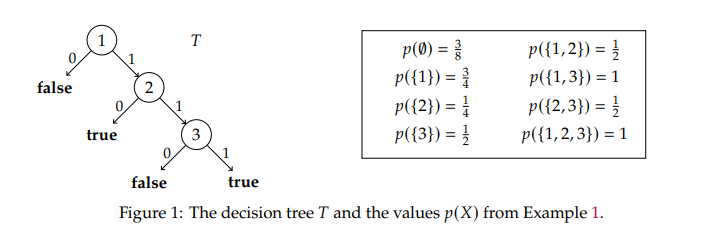 1
T
0
1
false
2
0
1
true
3
0
1
false
true
p(∅) = 3/8
p({1,2}) = 1/2
p({1}) = 3/4
p({1,3}) = 1
p({2}) = 1/4
p({2,3}) = 1/2
p({3}) = 1/2
p({1,2,3}) = 1
Figure 1: The decision tree T and the values p(X) from Example 1.